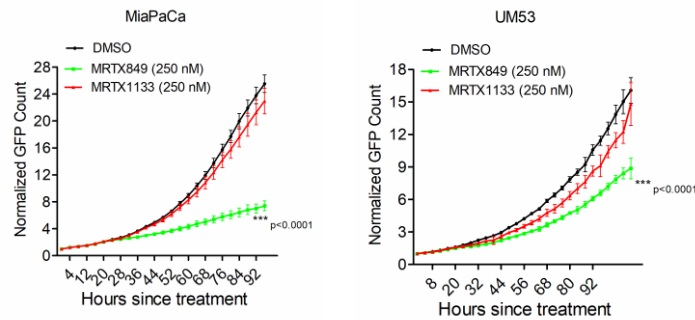 MiaPaCa
DMSO
MRTX849 (250 nM)
MRTX1133 (250 nM)
Normalized GFP Count
28
24
20
16
12
8
4
0
4 12 20 28 36 44 52 60 68 76 84 92
*** p<0.0001
Hours since treatment
UM53
DMSO
MRTX849 (250 nM)
MRTX1133 (250 nM)
Normalized GFP Count
18
15
12
9
6
3
0
8 20 32 44 56 68 80 92
*** p<0.0001
Hours since treatment